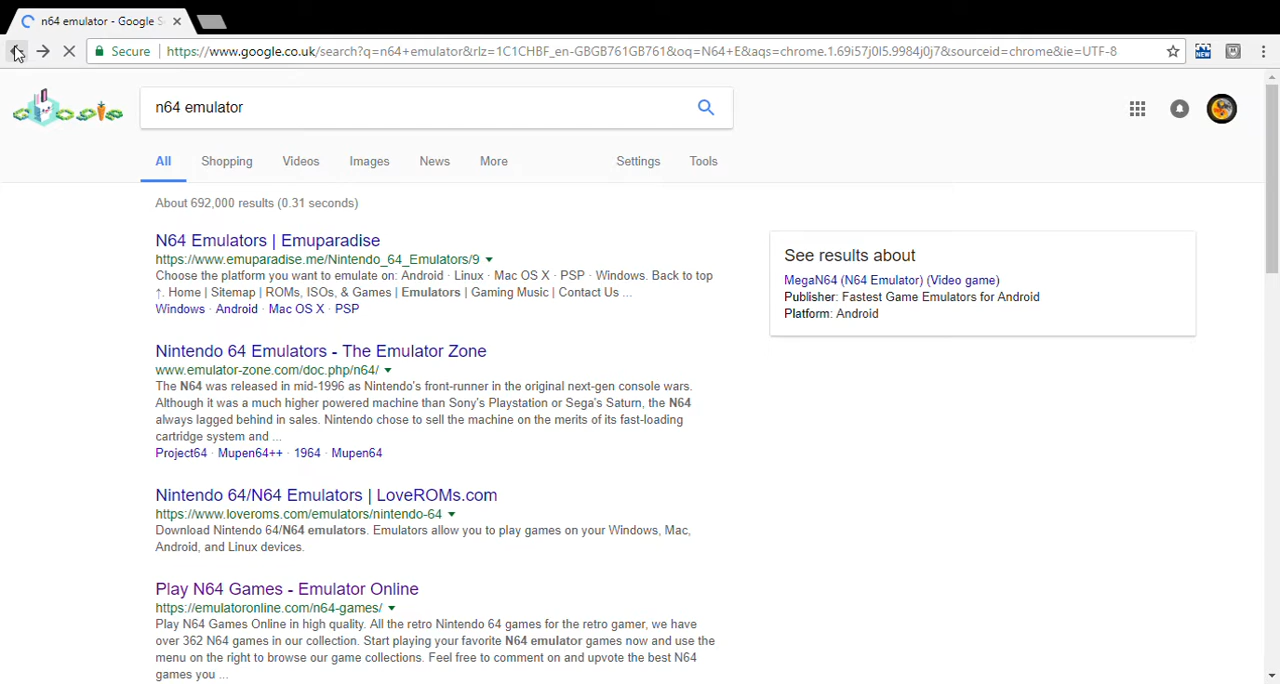 n64 emulator - Google S
Secure https://www.google.co.uk/search?q=n64+emulator&rlz=1C1CHBF_en-GBGB761GB761&oq=N64+E&aqs=chrome.1.69i57j0l5.9984j0j7&sourceid=chrome&ie=UTF-8
NEW
n64 emulator
All Shopping Videos Images News More Settings Tools
About 692,000 results (0.31 seconds)
N64 Emulators | Emuparadise
https://www.emuparadise.me/Nintendo_64_Emulators/9
Choose the platform you want to emulate on: Android · Linux · Mac OS X · PSP · Windows. Back to top
↑. Home | Sitemap | ROMs, ISOs, & Games | Emulators | Gaming Music | Contact Us ...
Windows · Android · Mac OS X · PSP
See results about
MegaN64 (N64 Emulator) (Video game)
Publisher: Fastest Game Emulators for Android
Platform: Android
Nintendo 64 Emulators - The Emulator Zone
www.emulator-zone.com/doc.php/n64/
The N64 was released in mid-1996 as Nintendo's front-runner in the original next-gen console wars.
Although it was a much higher powered machine than Sony's Playstation or Sega's Saturn, the N64
always lagged behind in sales. Nintendo chose to sell the machine on the merits of its fast-loading
cartridge system and ...
Project64 · Mupen64++ · 1964 · Mupen64
Nintendo 64/N64 Emulators | LoveROMs.com
https://www.loveroms.com/emulators/nintendo-64
Download Nintendo 64/N64 emulators. Emulators allow you to play games on your Windows, Mac,
Android, and Linux devices.
Play N64 Games - Emulator Online
https://emulatoronline.com/n64-games/
Play N64 Games Online in high quality. All the retro Nintendo 64 games for the retro gamer, we have
over 362 N64 games in our collection. Start playing your favorite N64 emulator games now and use the
menu on the right to browse our game collections. Feel free to comment on and upvote the best N64
games you ...